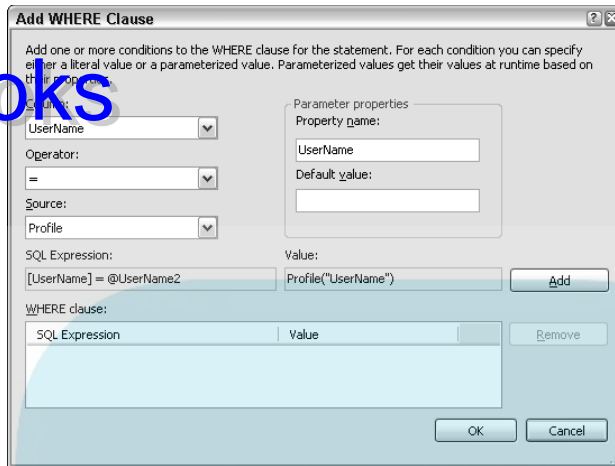 Add WHERE Clause
Add one or more conditions to the WHERE clause for the statement. For each condition you can specify
either a literal value or a parameterized value. Parameterized values get their values at runtime based on
their properties.
oks
Column:
UserName
Operator:
=
Source:
Profile
Parameter properties
Property name:
UserName
Default value:
SQL Expression:
[UserName] = @UserName2
Value:
Profile("UserName")
Add
WHERE clause:
SQL Expression
Value
Remove
OK
Cancel